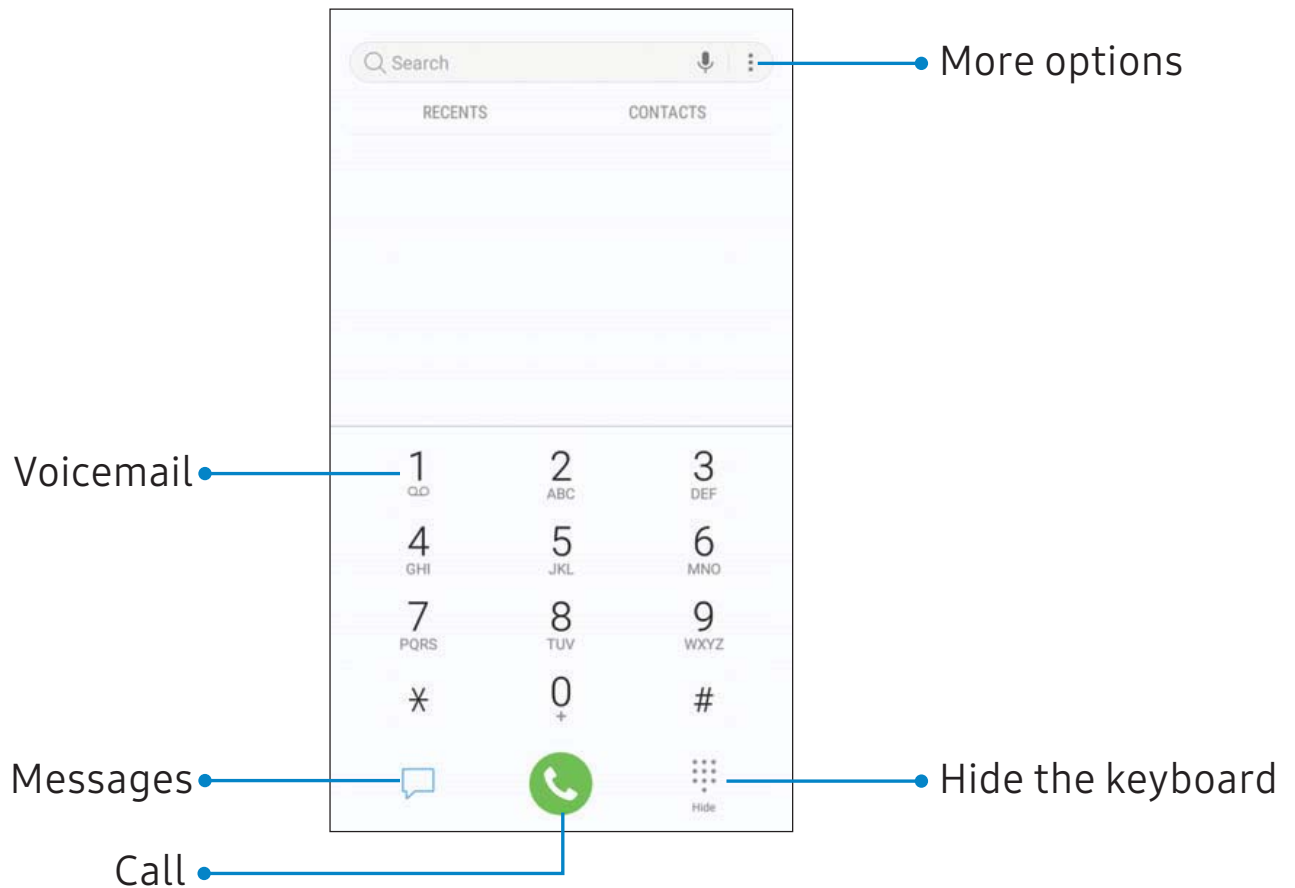 Search
More options
RECENTS CONTACTS
Voicemail
1 2 3
ABC DEF
4 5 6
GHI JKL MNO
7 8 9
PQRS TUV WXYZ
* 0 #
+
Messages
Hide the keyboard
Hide
Call